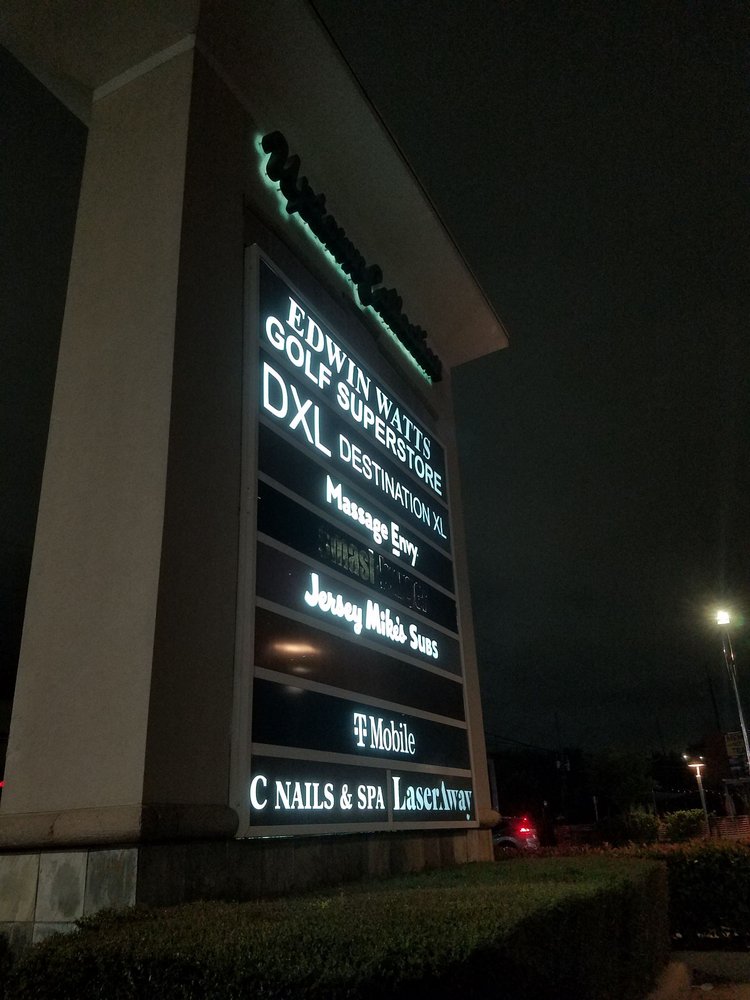 EDWIN WATTS
GOLF SUPERSTORE
DXL DESTINATION XL
Massage Envy
Jersey Mike's SUBS
T Mobile
C NAILS & SPA LaserAway